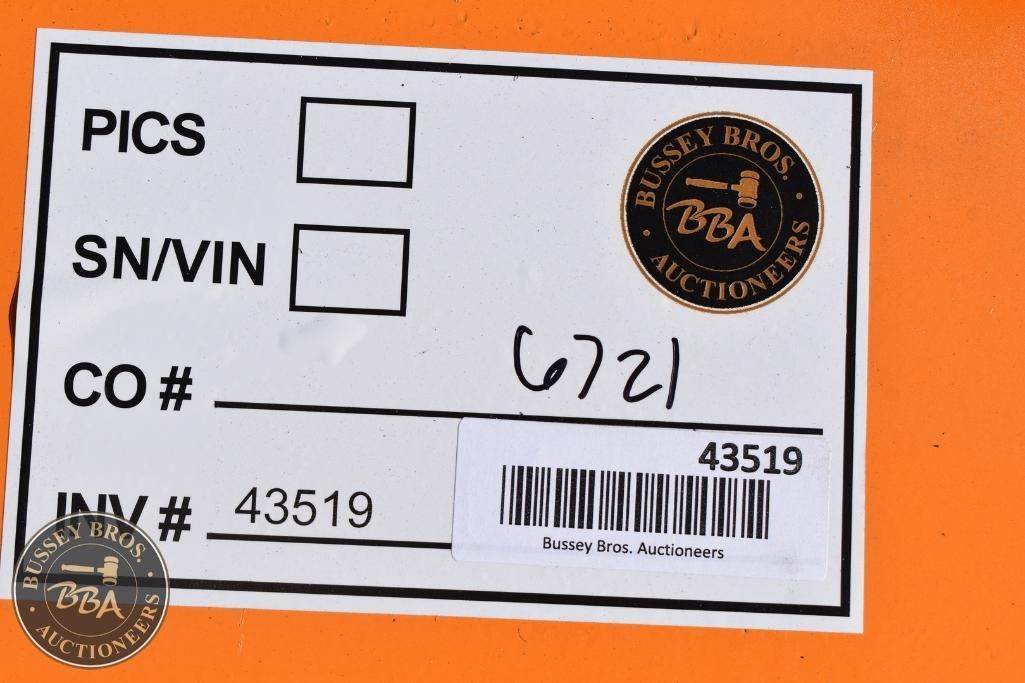 PICS
BUSSEY BROS.
BBA
AUCTIONEERS
SN/VIN
CO # 6721
43519
INV # 43519
Bussey Bros. Auctioneers
BUSSEY BROS.
BBA
AUCTIONEERS